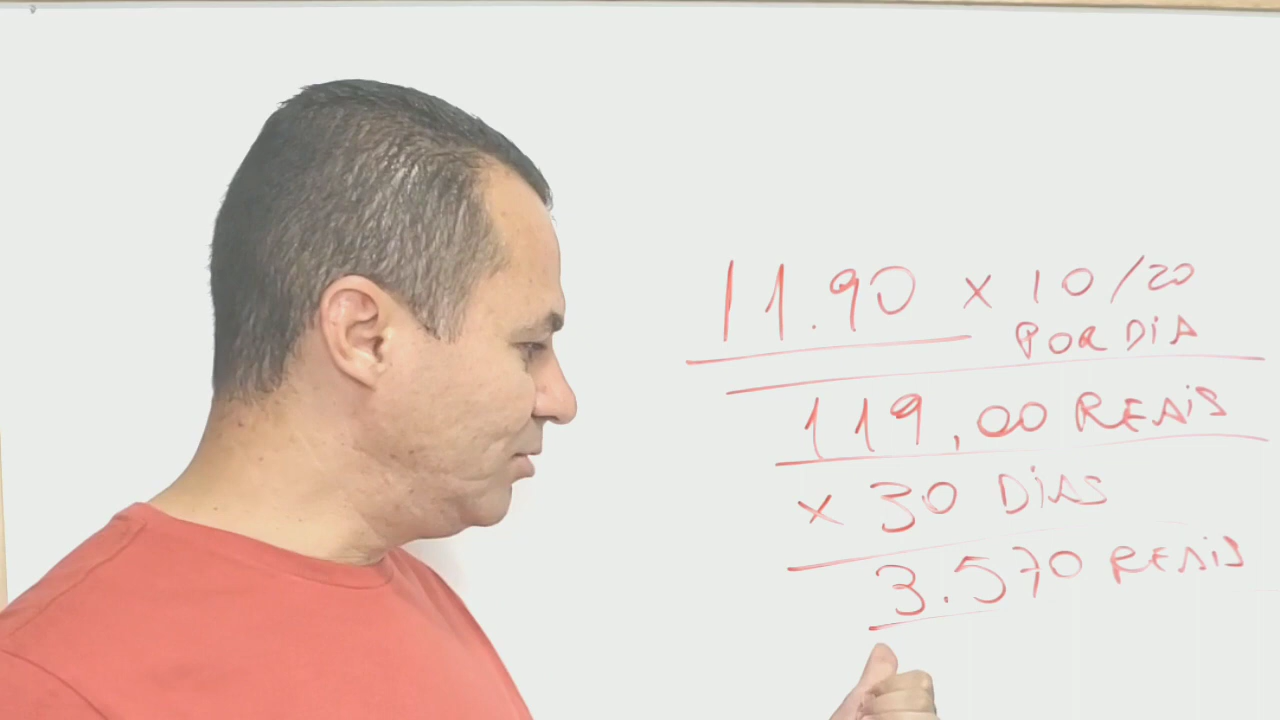 11.90 x 10/20
POR DiA
119,00 REAiS
x 30 DiAS
3.570 REAiS